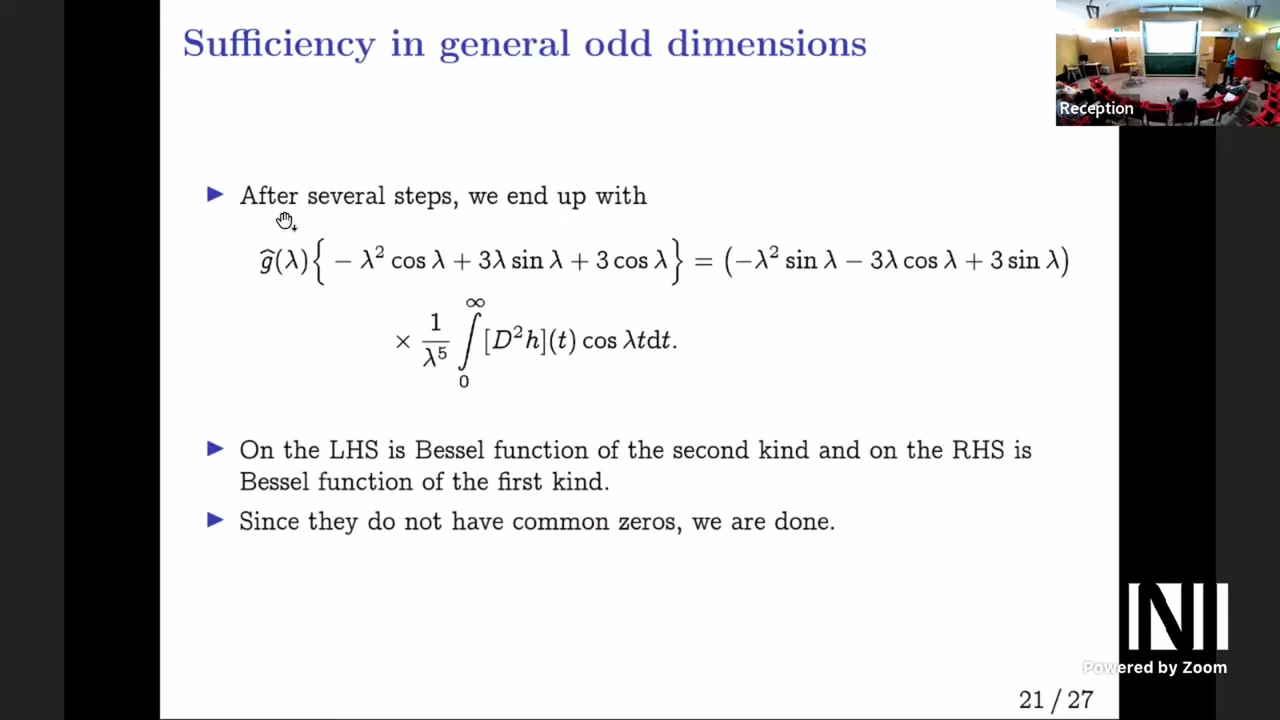 Sufficiency in general odd dimensions
Reception
▶ After several steps, we end up with
ĝ(λ){ − λ² cos λ + 3λ sin λ + 3 cos λ} = (−λ² sin λ − 3λ cos λ + 3 sin λ)
× 1/λ⁵ ∫₀^∞ [D²h](t) cos λtdt.
▶ On the LHS is Bessel function of the second kind and on the RHS is
Bessel function of the first kind.
▶ Since they do not have common zeros, we are done.
NI
Powered by Zoom
21 / 27